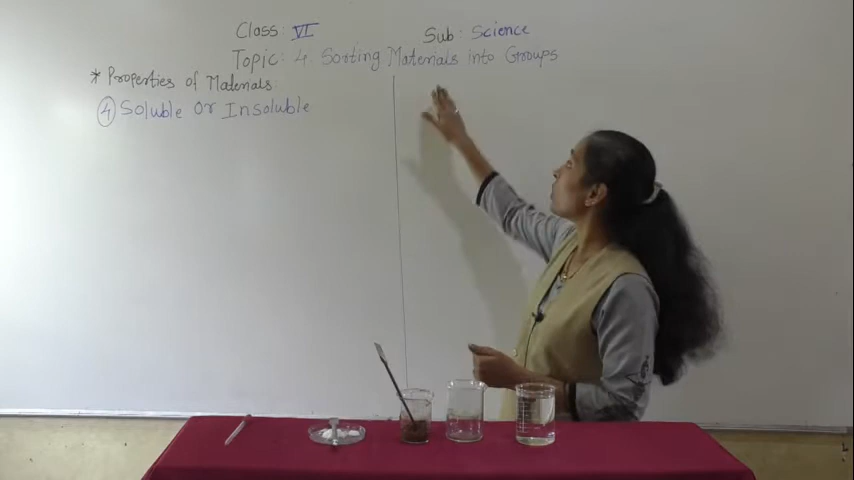 Class: VI Sub: Science
Topic: 4 Sorting Materials into Groups
* Properties of Materials:
④ Soluble Or Insoluble